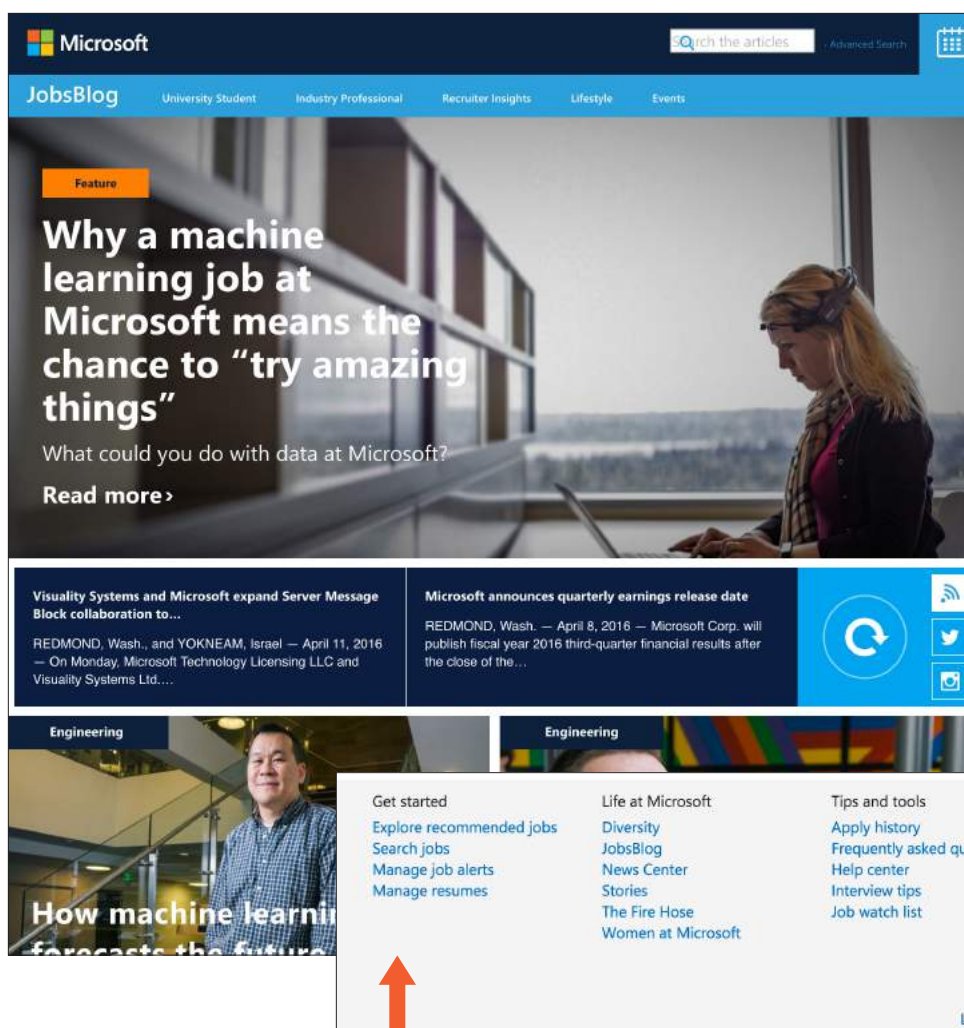 Microsoft
Search the articles
- Advanced Search
JobsBlog
University Student
Industry Professional
Recruiter Insights
Lifestyle
Events
Feature
Why a machine
learning job at
Microsoft means the
chance to “try amazing
things”
What could you do with data at Microsoft?
Read more›
Visuality Systems and Microsoft expand Server Message
Block collaboration to...
REDMOND, Wash., and YOKNEAM, Israel — April 11, 2016
— On Monday, Microsoft Technology Licensing LLC and
Visuality Systems Ltd....
Microsoft announces quarterly earnings release date
REDMOND, Wash. — April 8, 2016 — Microsoft Corp. will
publish fiscal year 2016 third-quarter financial results after
the close of the…
Engineering
How machine
forecasts the future
Engineering
Get started
Explore recommended jobs
Search jobs
Manage job alerts
Manage resumes
Life at Microsoft
Diversity
JobsBlog
News Center
Stories
The Fire Hose
Women at Microsoft
Tips and tools
Apply history
Frequently asked
Help center
Interview tips
Job watch list